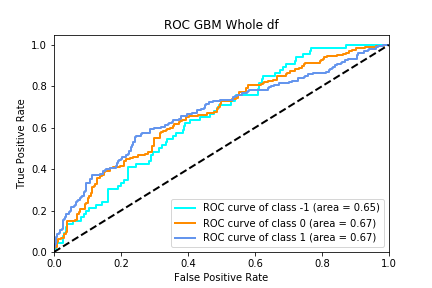 ROC GBM Whole df
True Positive Rate
1.0
0.8
0.6
0.4
0.2
0.0
ROC curve of class -1 (area = 0.65)
ROC curve of class 0 (area = 0.67)
ROC curve of class 1 (area = 0.67)
0.0 0.2 0.4 0.6 0.8 1.0
False Positive Rate